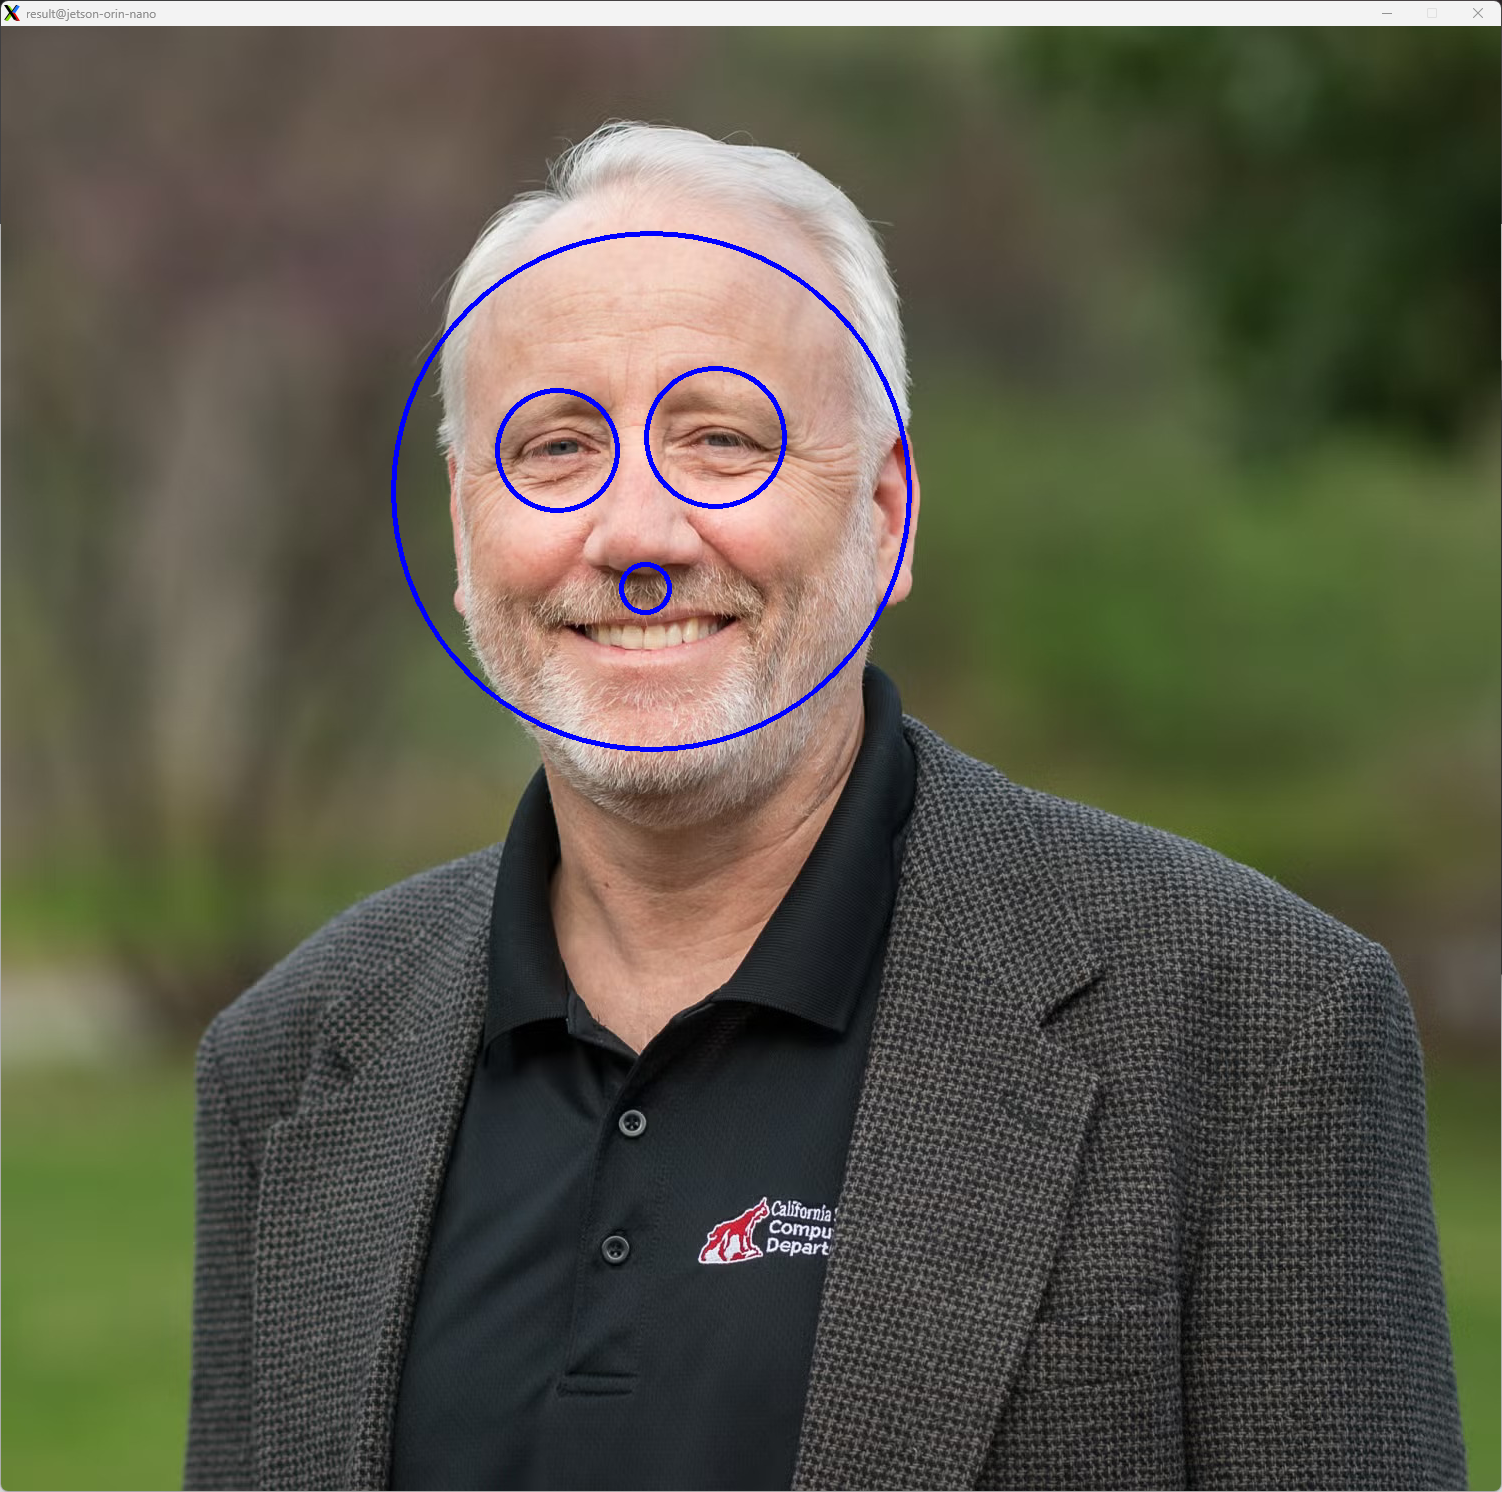 result@jetson-orin-nano
California
Compu
Depart